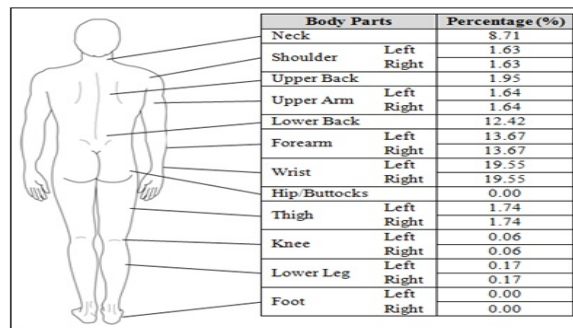 Body Parts Percentage (%)
Neck 8.71
Shoulder Left 1.63
Right 1.63
Upper Back 1.95
Upper Arm Left 1.64
Right 1.64
Lower Back 12.42
Forearm Left 13.67
Right 13.67
Wrist Left 19.55
Right 19.55
Hip/Buttocks 0.00
Thigh Left 1.74
Right 1.74
Knee Left 0.06
Right 0.06
Lower Leg Left 0.17
Right 0.17
Foot Left 0.00
Right 0.00